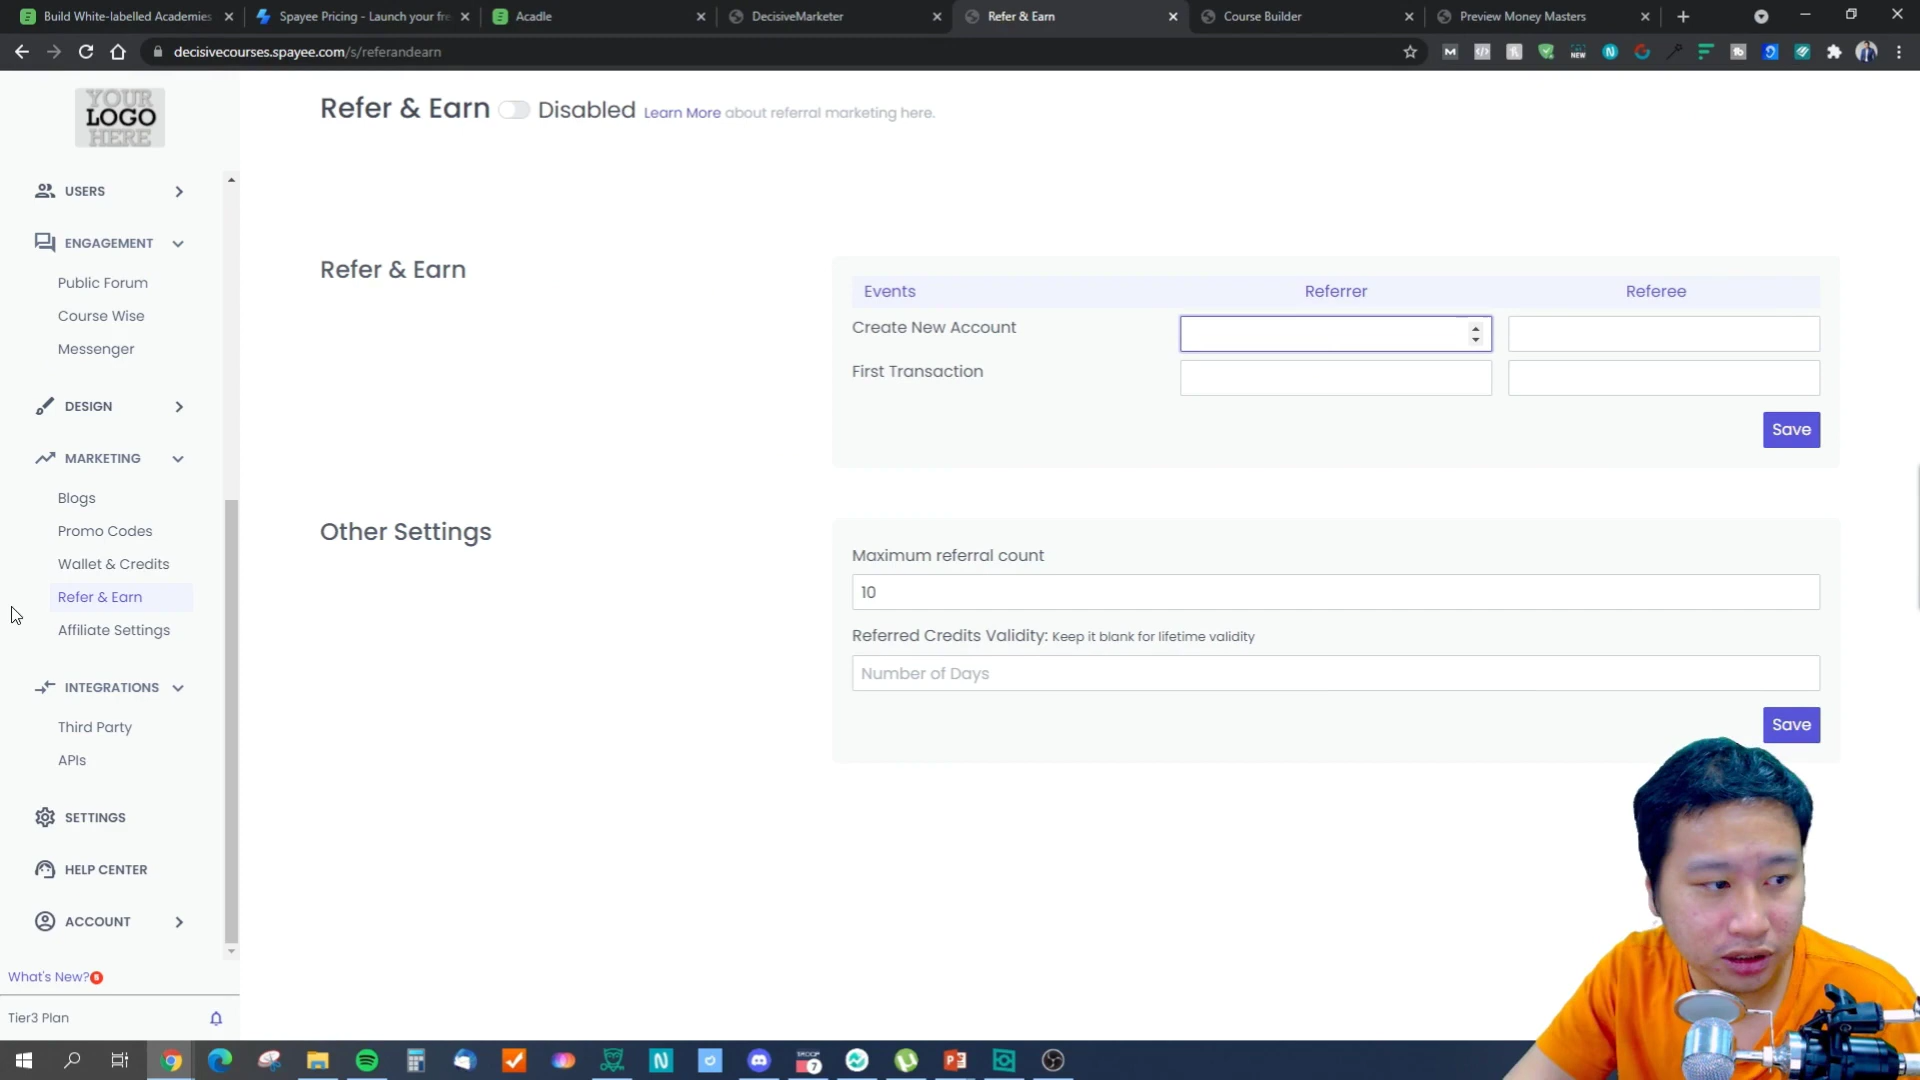 Build White-labelled Academies
Spayee Pricing - Launch your fre
Acadle
DecisiveMarketer
Refer & Earn
Course Builder
Preview Money Masters
decisivecourses.spayee.com/s/referandearn
YOUR
LOGO
HERE
USERS
ENGAGEMENT
Public Forum
Course Wise
Messenger
DESIGN
MARKETING
Blogs
Promo Codes
Wallet & Credits
Refer & Earn
Affiliate Settings
INTEGRATIONS
Third Party
APIs
SETTINGS
HELP CENTER
ACCOUNT
What's New?
Tier3 Plan
Refer & Earn Disabled Learn More about referral marketing here.
Refer & Earn
Events Referrer Referee
Create New Account
First Transaction
Save
Other Settings
Maximum referral count
10
Referred Credits Validity: Keep it blank for lifetime validity
Number of Days
Save